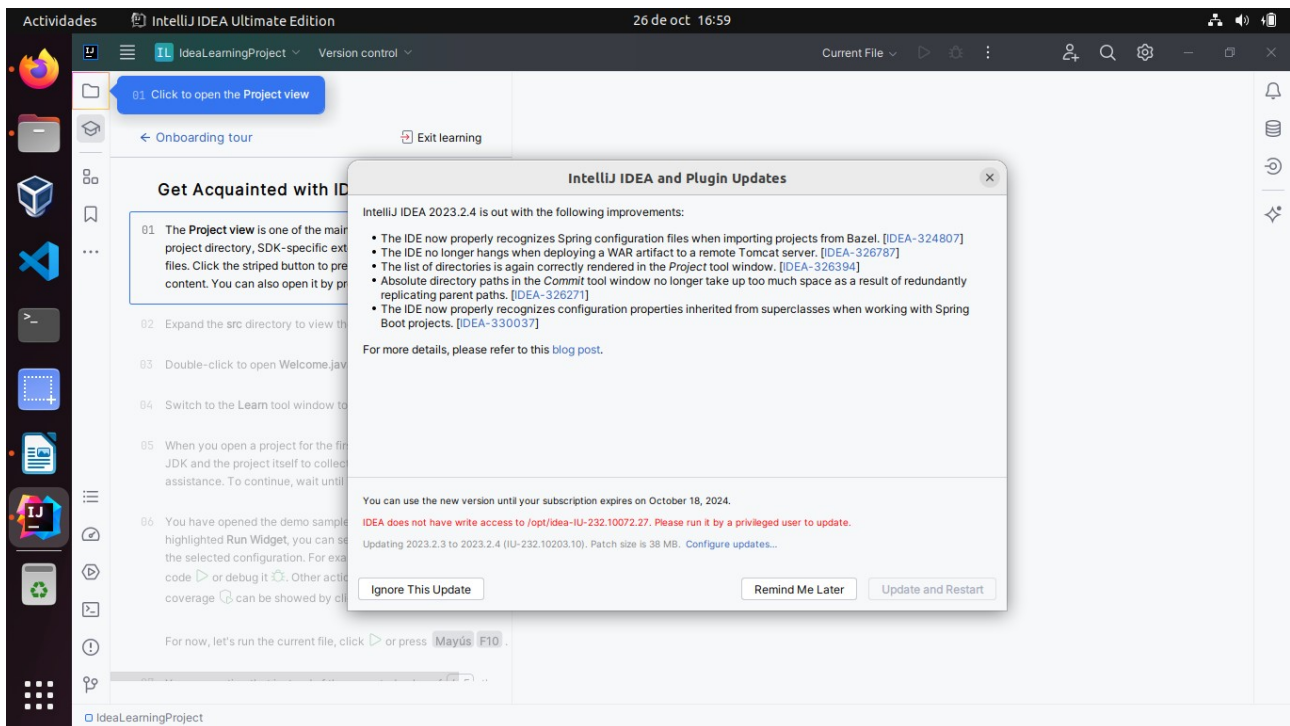 Actividades
IntelliJ IDEA Ultimate Edition
26 de oct 16:59
IJ
IL IdeaLearningProject
Version control
Current File
01 Click to open the Project view
← Onboarding tour
Exit learning
Get Acquainted with ID
01 The Project view is one of the main
project directory, SDK-specific ext
files. Click the striped button to pre
content. You can also open it by pr
02 Expand the src directory to view th
03 Double-click to open Welcome.jav
04 Switch to the Learn tool window to
05 When you open a project for the fir
JDK and the project itself to collect
assistance. To continue, wait until
06 You have opened the demo sample
highlighted Run Widget, you can se
the selected configuration. For exa
code or debug it . Other actio
coverage can be showed by cli
For now, let's run the current file, click or press Mayús F10 .
IntelliJ IDEA and Plugin Updates
IntelliJ IDEA 2023.2.4 is out with the following improvements:
• The IDE now properly recognizes Spring configuration files when importing projects from Bazel. [IDEA-324807]
• The IDE no longer hangs when deploying a WAR artifact to a remote Tomcat server. [IDEA-326787]
• The list of directories is again correctly rendered in the Project tool window. [IDEA-326394]
• Absolute directory paths in the Commit tool window no longer take up too much space as a result of redundantly
replicating parent paths. [IDEA-326271]
• The IDE now properly recognizes configuration properties inherited from superclasses when working with Spring
Boot projects. [IDEA-330037]
For more details, please refer to this blog post.
You can use the new version until your subscription expires on October 18, 2024.
IDEA does not have write access to /opt/idea-IU-232.10072.27. Please run it by a privileged user to update.
Updating 2023.2.3 to 2023.2.4 (IU-232.10203.10). Patch size is 38 MB. Configure updates...
Ignore This Update
Remind Me Later
Update and Restart
IJ
IdeaLearningProject